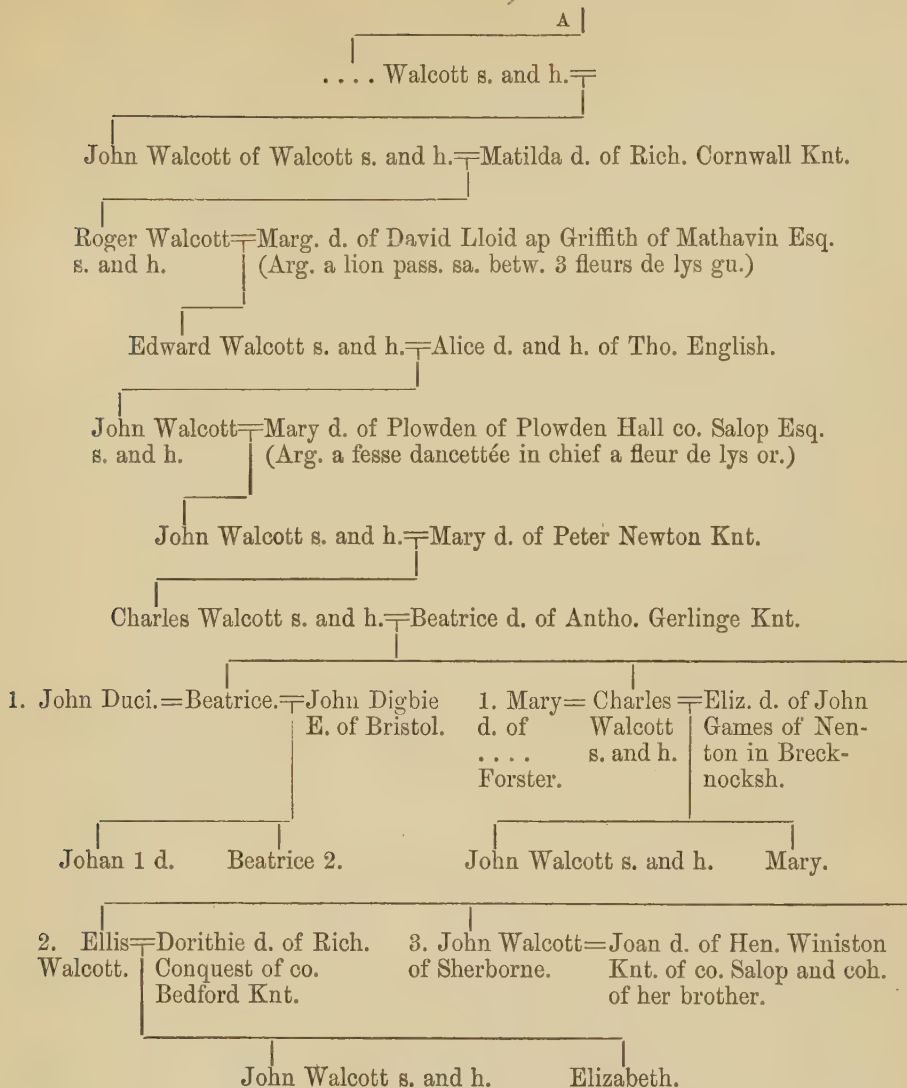 A
.... Walcott s. and h.
John Walcott of Walcott s. and h.=Matilda d. of Rich. Cornwall Knt.
Roger Walcott=Marg. d. of David Lloid ap Griffith of Mathavin Esq.
s. and h. (Arg. a lion pass. sa. betw. 3 fleurs de lys gu.)
Edward Walcott s. and h.=Alice d. and h. of Tho. English.
John Walcott=Mary d. of Plowden of Plowden Hall co. Salop Esq.
s. and h. (Arg. a fesse dancettée in chief a fleur de lys or.)
John Walcott s. and h.=Mary d. of Peter Newton Knt.
Charles Walcott s. and h.=Beatrice d. of Antho. Gerlinge Knt.
1. John Duci.=Beatrice.=John Digbie 1. Mary= Charles =Eliz. d. of John
E. of Bristol. d. of Walcott Games of Nen-
.... s. and h. ton in Breck-
Forster. nocksh.
Johan 1 d. Beatrice 2. John Walcott s. and h. Mary.
2. Ellis=Dorithie d. of Rich. 3. John Walcott=Joan d. of Hen. Winiston
Walcott. Conquest of co. of Sherborne. Knt. of co. Salop and coh.
Bedford Knt. of her brother.
John Walcott s. and h. Elizabeth.